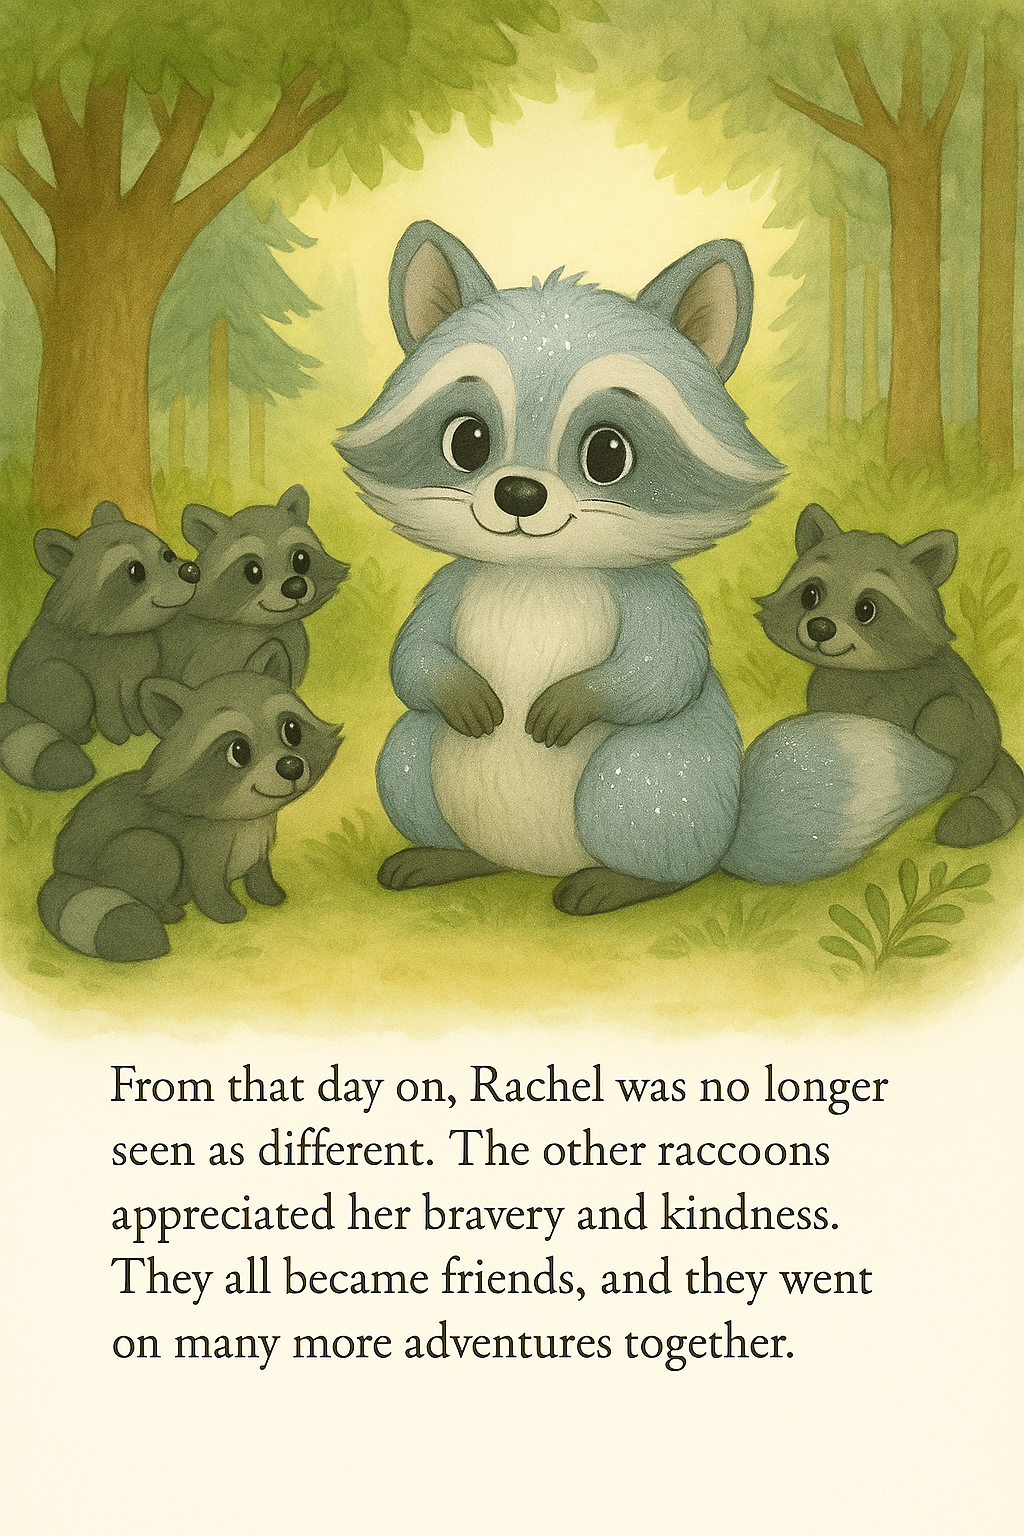 From that day on, Rachel was no longer
seen as different. The other raccoons
appreciated her bravery and kindness.
They all became friends, and they went
on many more adventures together.